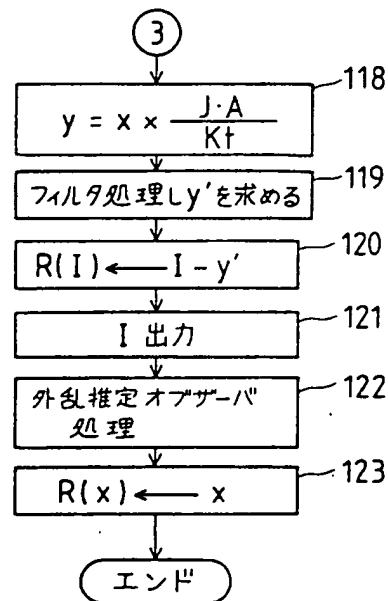 3
118
y = x × J·A / Kt
119
フィルタ処理しy'を求める
120
R(I) ← I - y'
121
I 出力
122
外乱推定オブザーバ
処理
123
R(x) ← x
エンド